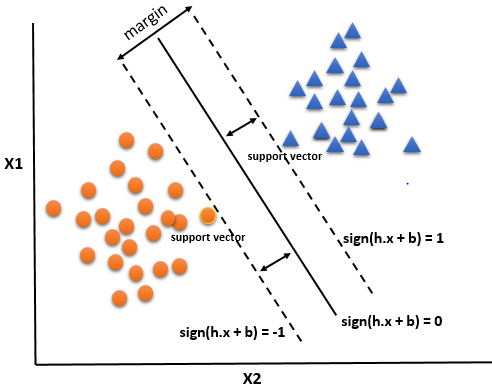 margin
support vector
X1
support vector
sign(h.x + b) = 1
sign(h.x + b) = 0
sign(h.x + b) = -1
X2